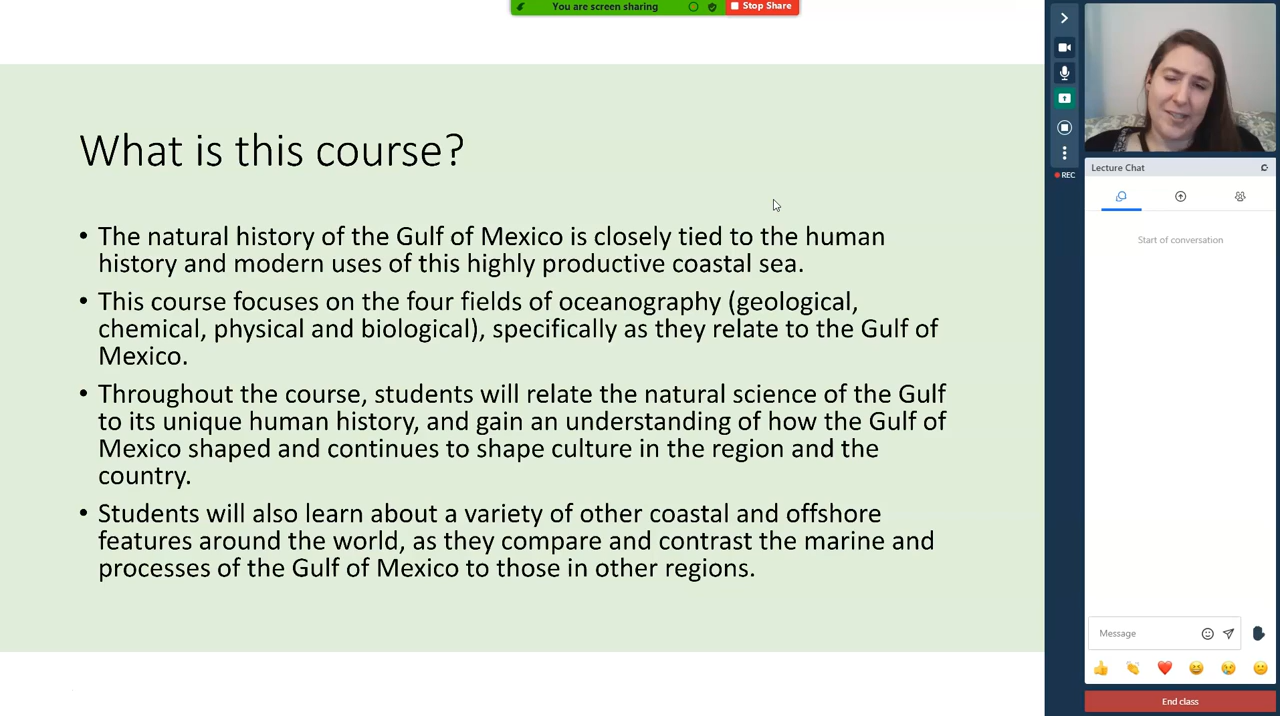 You are screen sharing
Stop Share
What is this course?
• The natural history of the Gulf of Mexico is closely tied to the human
history and modern uses of this highly productive coastal sea.
• This course focuses on the four fields of oceanography (geological,
chemical, physical and biological), specifically as they relate to the Gulf of
Mexico.
• Throughout the course, students will relate the natural science of the Gulf
to its unique human history, and gain an understanding of how the Gulf of
Mexico shaped and continues to shape culture in the region and the
country.
• Students will also learn about a variety of other coastal and offshore
features around the world, as they compare and contrast the marine and
processes of the Gulf of Mexico to those in other regions.
REC
Lecture Chat
Start of conversation
Message
End class